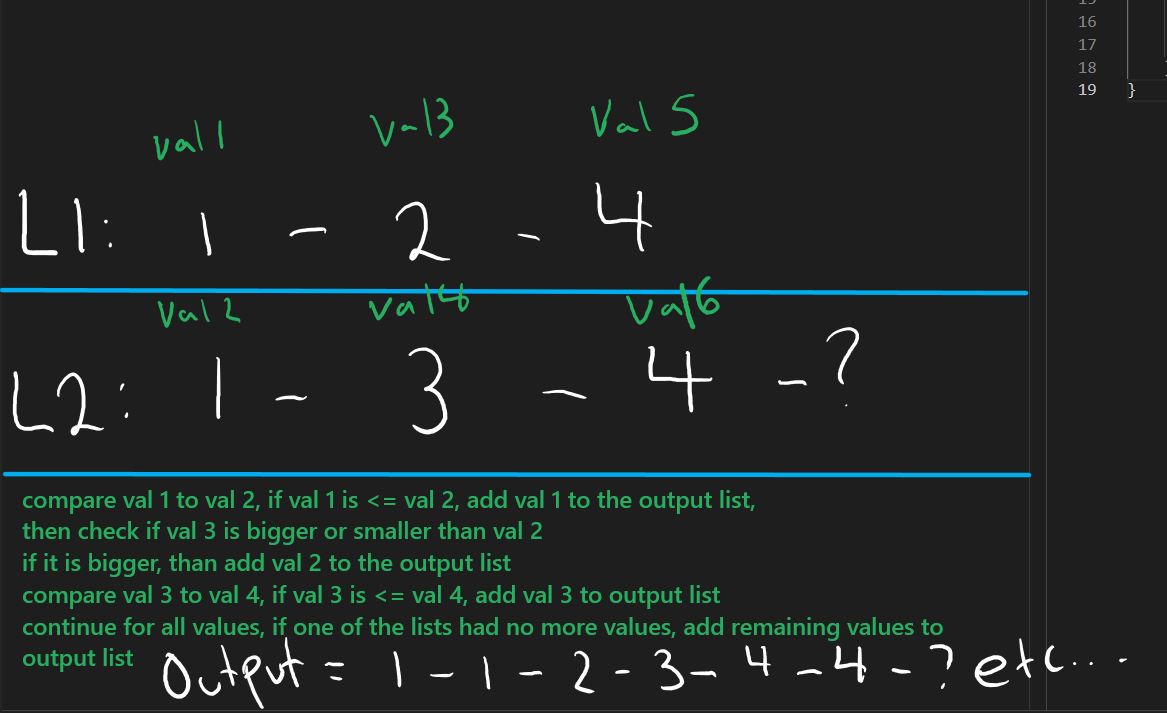 15
16
17
18
19 }
val 1 val3 val 5
L1: 1 - 2 - 4
val 2 val 4 val6
L2: 1 - 3 - 4 - ?
compare val 1 to val 2, if val 1 is <= val 2, add val 1 to the output list,
then check if val 3 is bigger or smaller than val 2
if it is bigger, than add val 2 to the output list
compare val 3 to val 4, if val 3 is <= val 4, add val 3 to output list
continue for all values, if one of the lists had no more values, add remaining values to
output list
Output = 1 - 1 - 2 - 3 - 4 - 4 - ? etc...